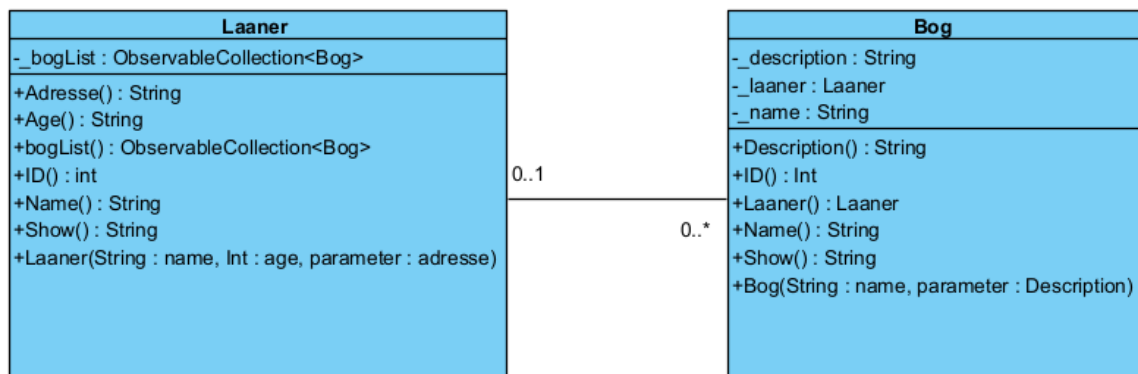 Laaner
-_bogList : ObservableCollection<Bog>
+Adresse() : String
+Age() : String
+bogList() : ObservableCollection<Bog>
+ID() : int
+Name() : String
+Show() : String
+Laaner(String : name, Int : age, parameter : adresse)
0..1
0..*
Bog
-_description : String
-_laaner : Laaner
-_name : String
+Description() : String
+ID() : Int
+Laaner() : Laaner
+Name() : String
+Show() : String
+Bog(String : name, parameter : Description)